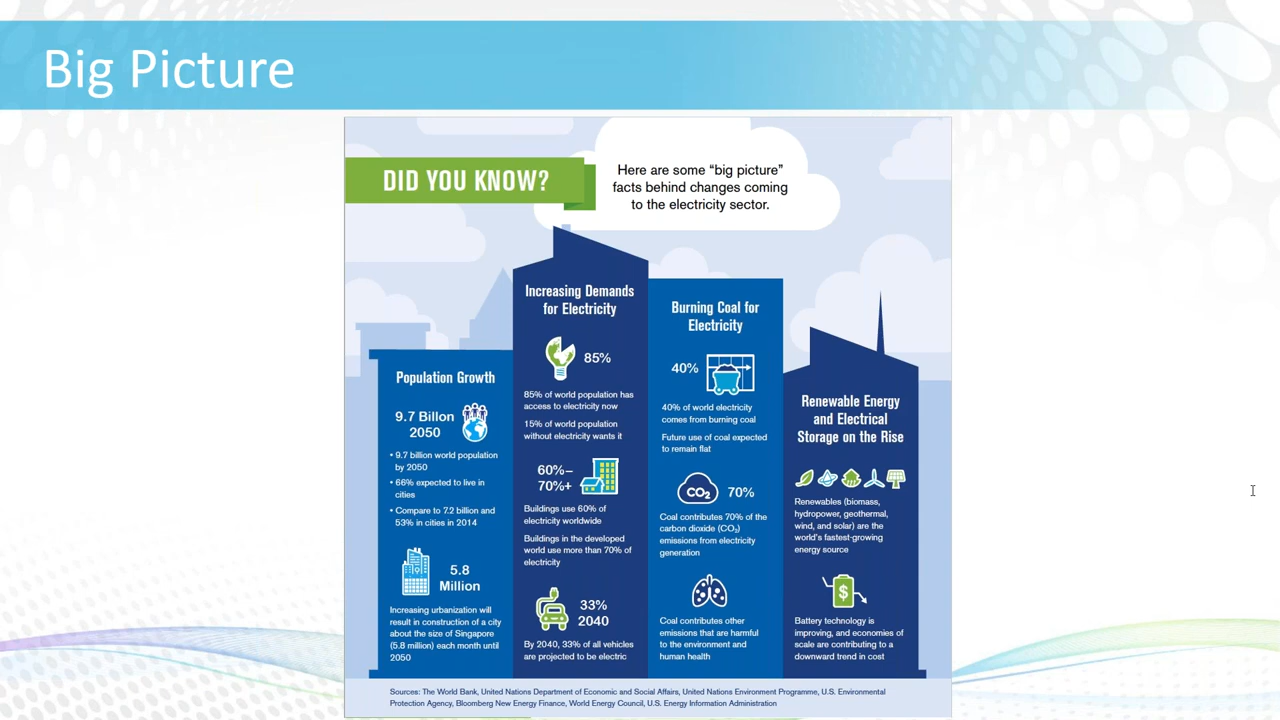 Big Picture
DID YOU KNOW?
Here are some “big picture”
facts behind changes coming
to the electricity sector.
Population Growth
9.7 Billon
2050
• 9.7 billion world population
by 2050
• 66% expected to live in
cities
• Compare to 7.2 billion and
53% in cities in 2014
5.8
Million
Increasing urbanization will
result in construction of a city
about the size of Singapore
(5.8 million) each month until
2050
Increasing Demands
for Electricity
85%
85% of world population has
access to electricity now
15% of world population
without electricity wants it
60%–
70%+
Buildings use 60% of
electricity worldwide
Buildings in the developed
world use more than 70% of
electricity
33%
2040
By 2040, 33% of all vehicles
are projected to be electric
Burning Coal for
Electricity
40%
40% of world electricity
comes from burning coal
Future use of coal expected
to remain flat
CO₂
70%
Coal contributes 70% of the
carbon dioxide (CO₂)
emissions from electricity
generation
Coal contributes other
emissions that are harmful
to the environment and
human health
Renewable Energy
and Electrical
Storage on the Rise
Renewables (biomass,
hydropower, geothermal,
wind, and solar) are the
world's fastest-growing
energy source
$
Battery technology is
improving, and economies of
scale are contributing to a
downward trend in cost
Sources: The World Bank, United Nations Department of Economic and Social Affairs, United Nations Environment Programme, U.S. Environmental
Protection Agency, Bloomberg New Energy Finance, World Energy Council, U.S. Energy Information Administration